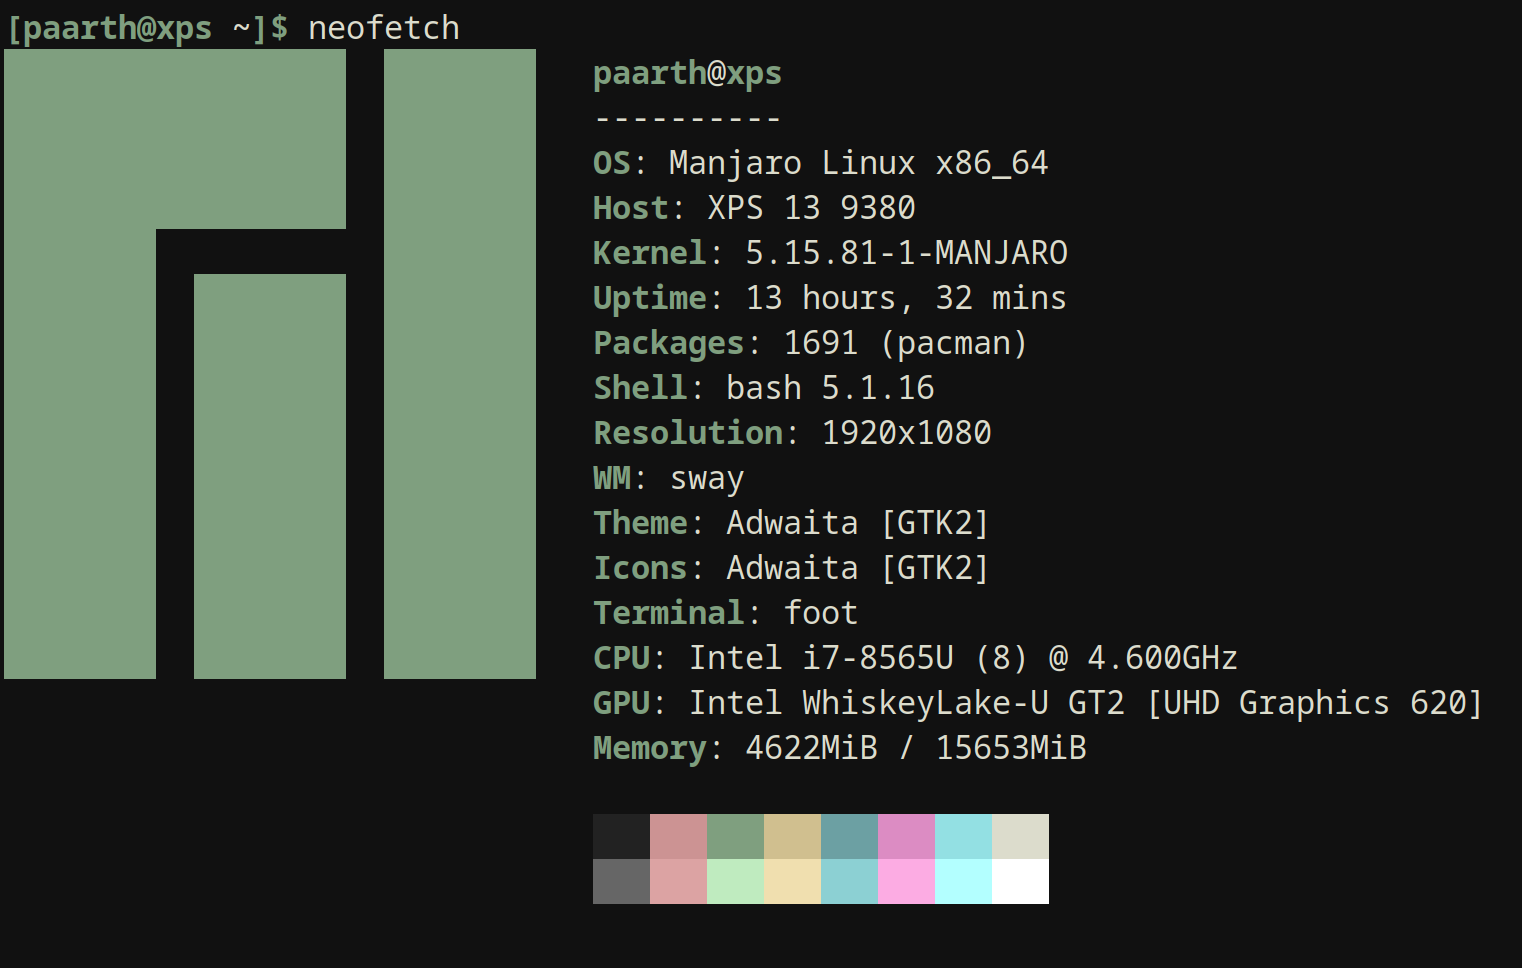 [paarth@xps ~]$ neofetch
paarth@xps
----------
OS: Manjaro Linux x86_64
Host: XPS 13 9380
Kernel: 5.15.81-1-MANJARO
Uptime: 13 hours, 32 mins
Packages: 1691 (pacman)
Shell: bash 5.1.16
Resolution: 1920x1080
WM: sway
Theme: Adwaita [GTK2]
Icons: Adwaita [GTK2]
Terminal: foot
CPU: Intel i7-8565U (8) @ 4.600GHz
GPU: Intel WhiskeyLake-U GT2 [UHD Graphics 620]
Memory: 4622MiB / 15653MiB